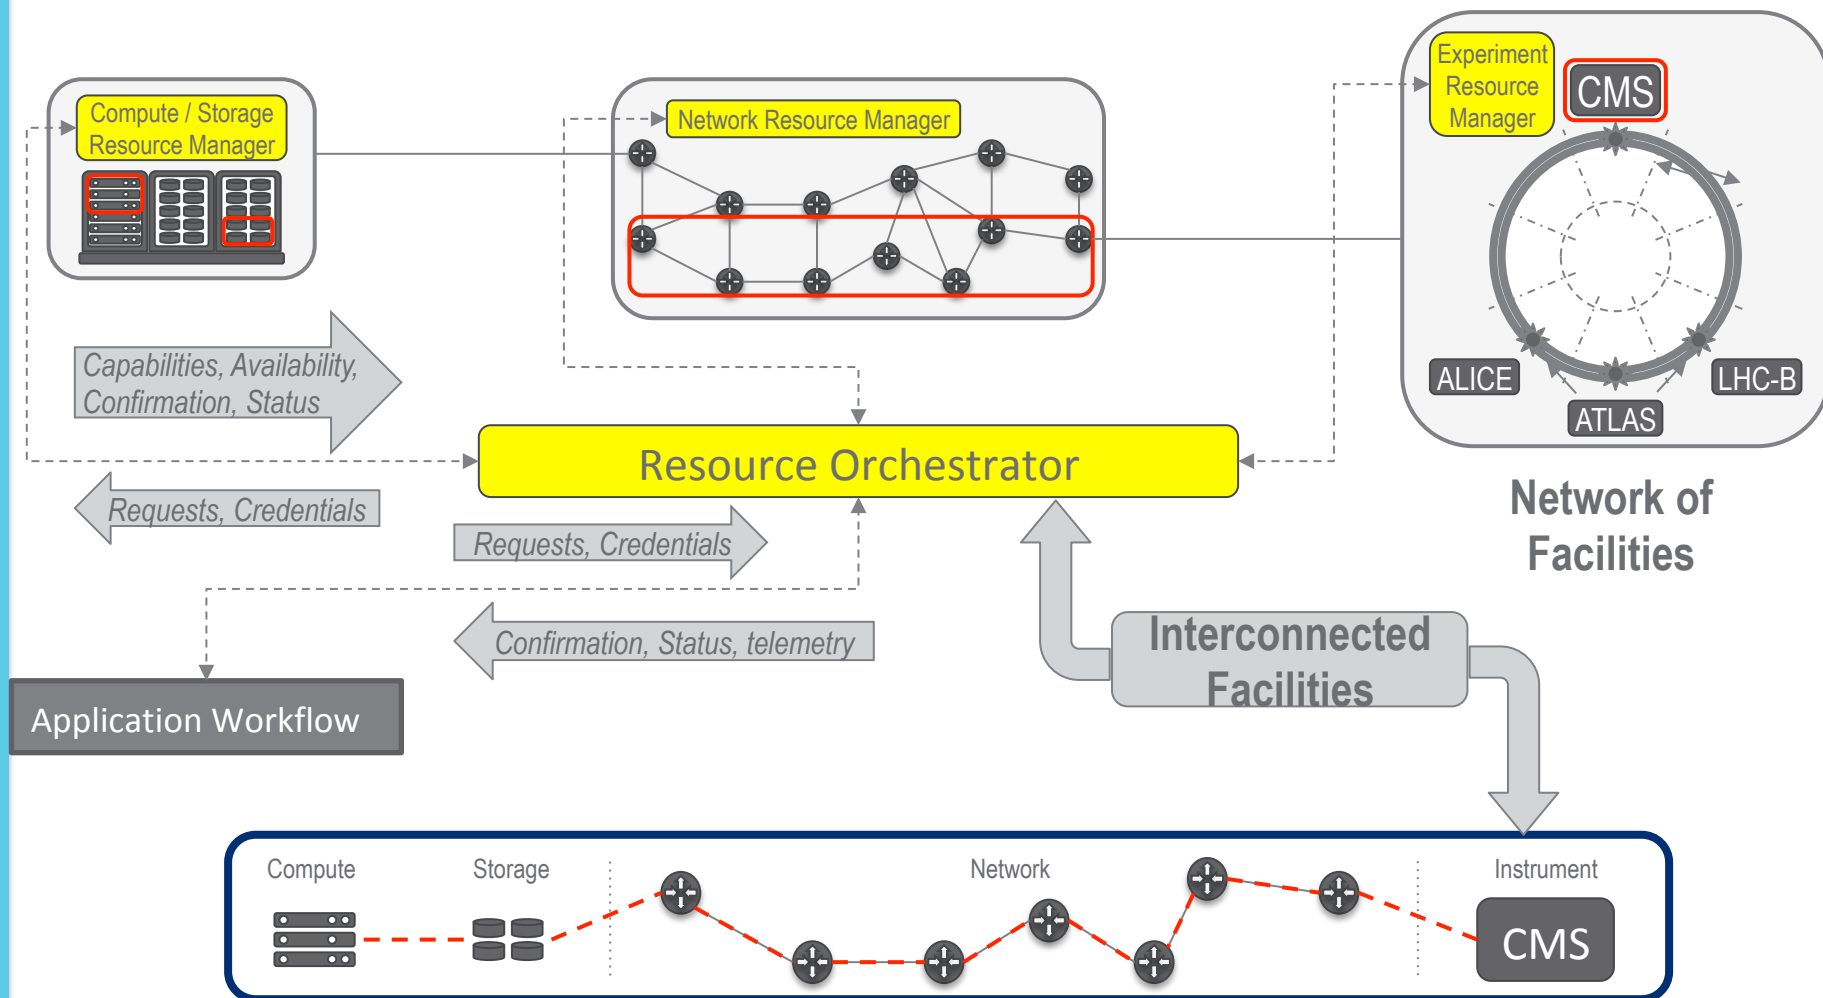 Compute / Storage
Resource Manager
Network Resource Manager
Experiment
Resource
Manager
CMS
ALICE
LHC-B
ATLAS
Capabilities, Availability,
Confirmation, Status
Resource Orchestrator
Network of
Facilities
Requests, Credentials
Requests, Credentials
Confirmation, Status, telemetry
Interconnected
Facilities
Application Workflow
Compute
Storage
Network
Instrument
CMS